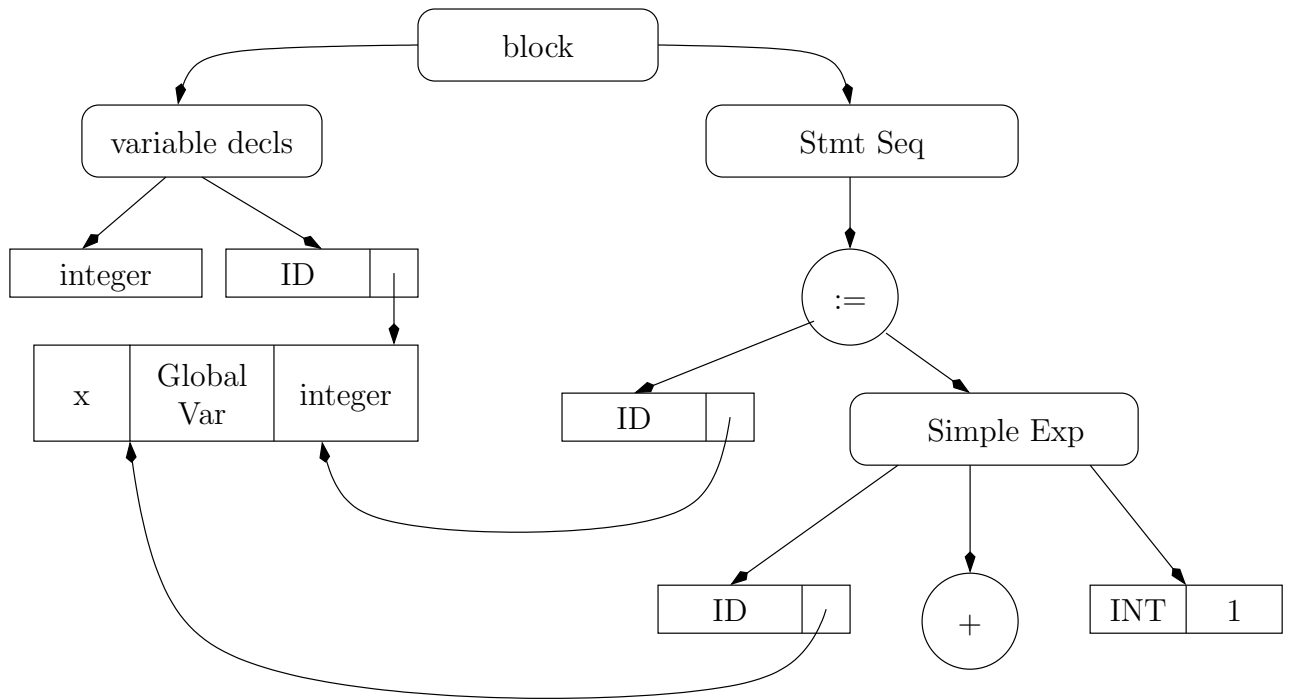 block
variable decls
Stmt Seq
integer
ID
:=
x
Global
Var
integer
ID
Simple Exp
ID
+
INT
1